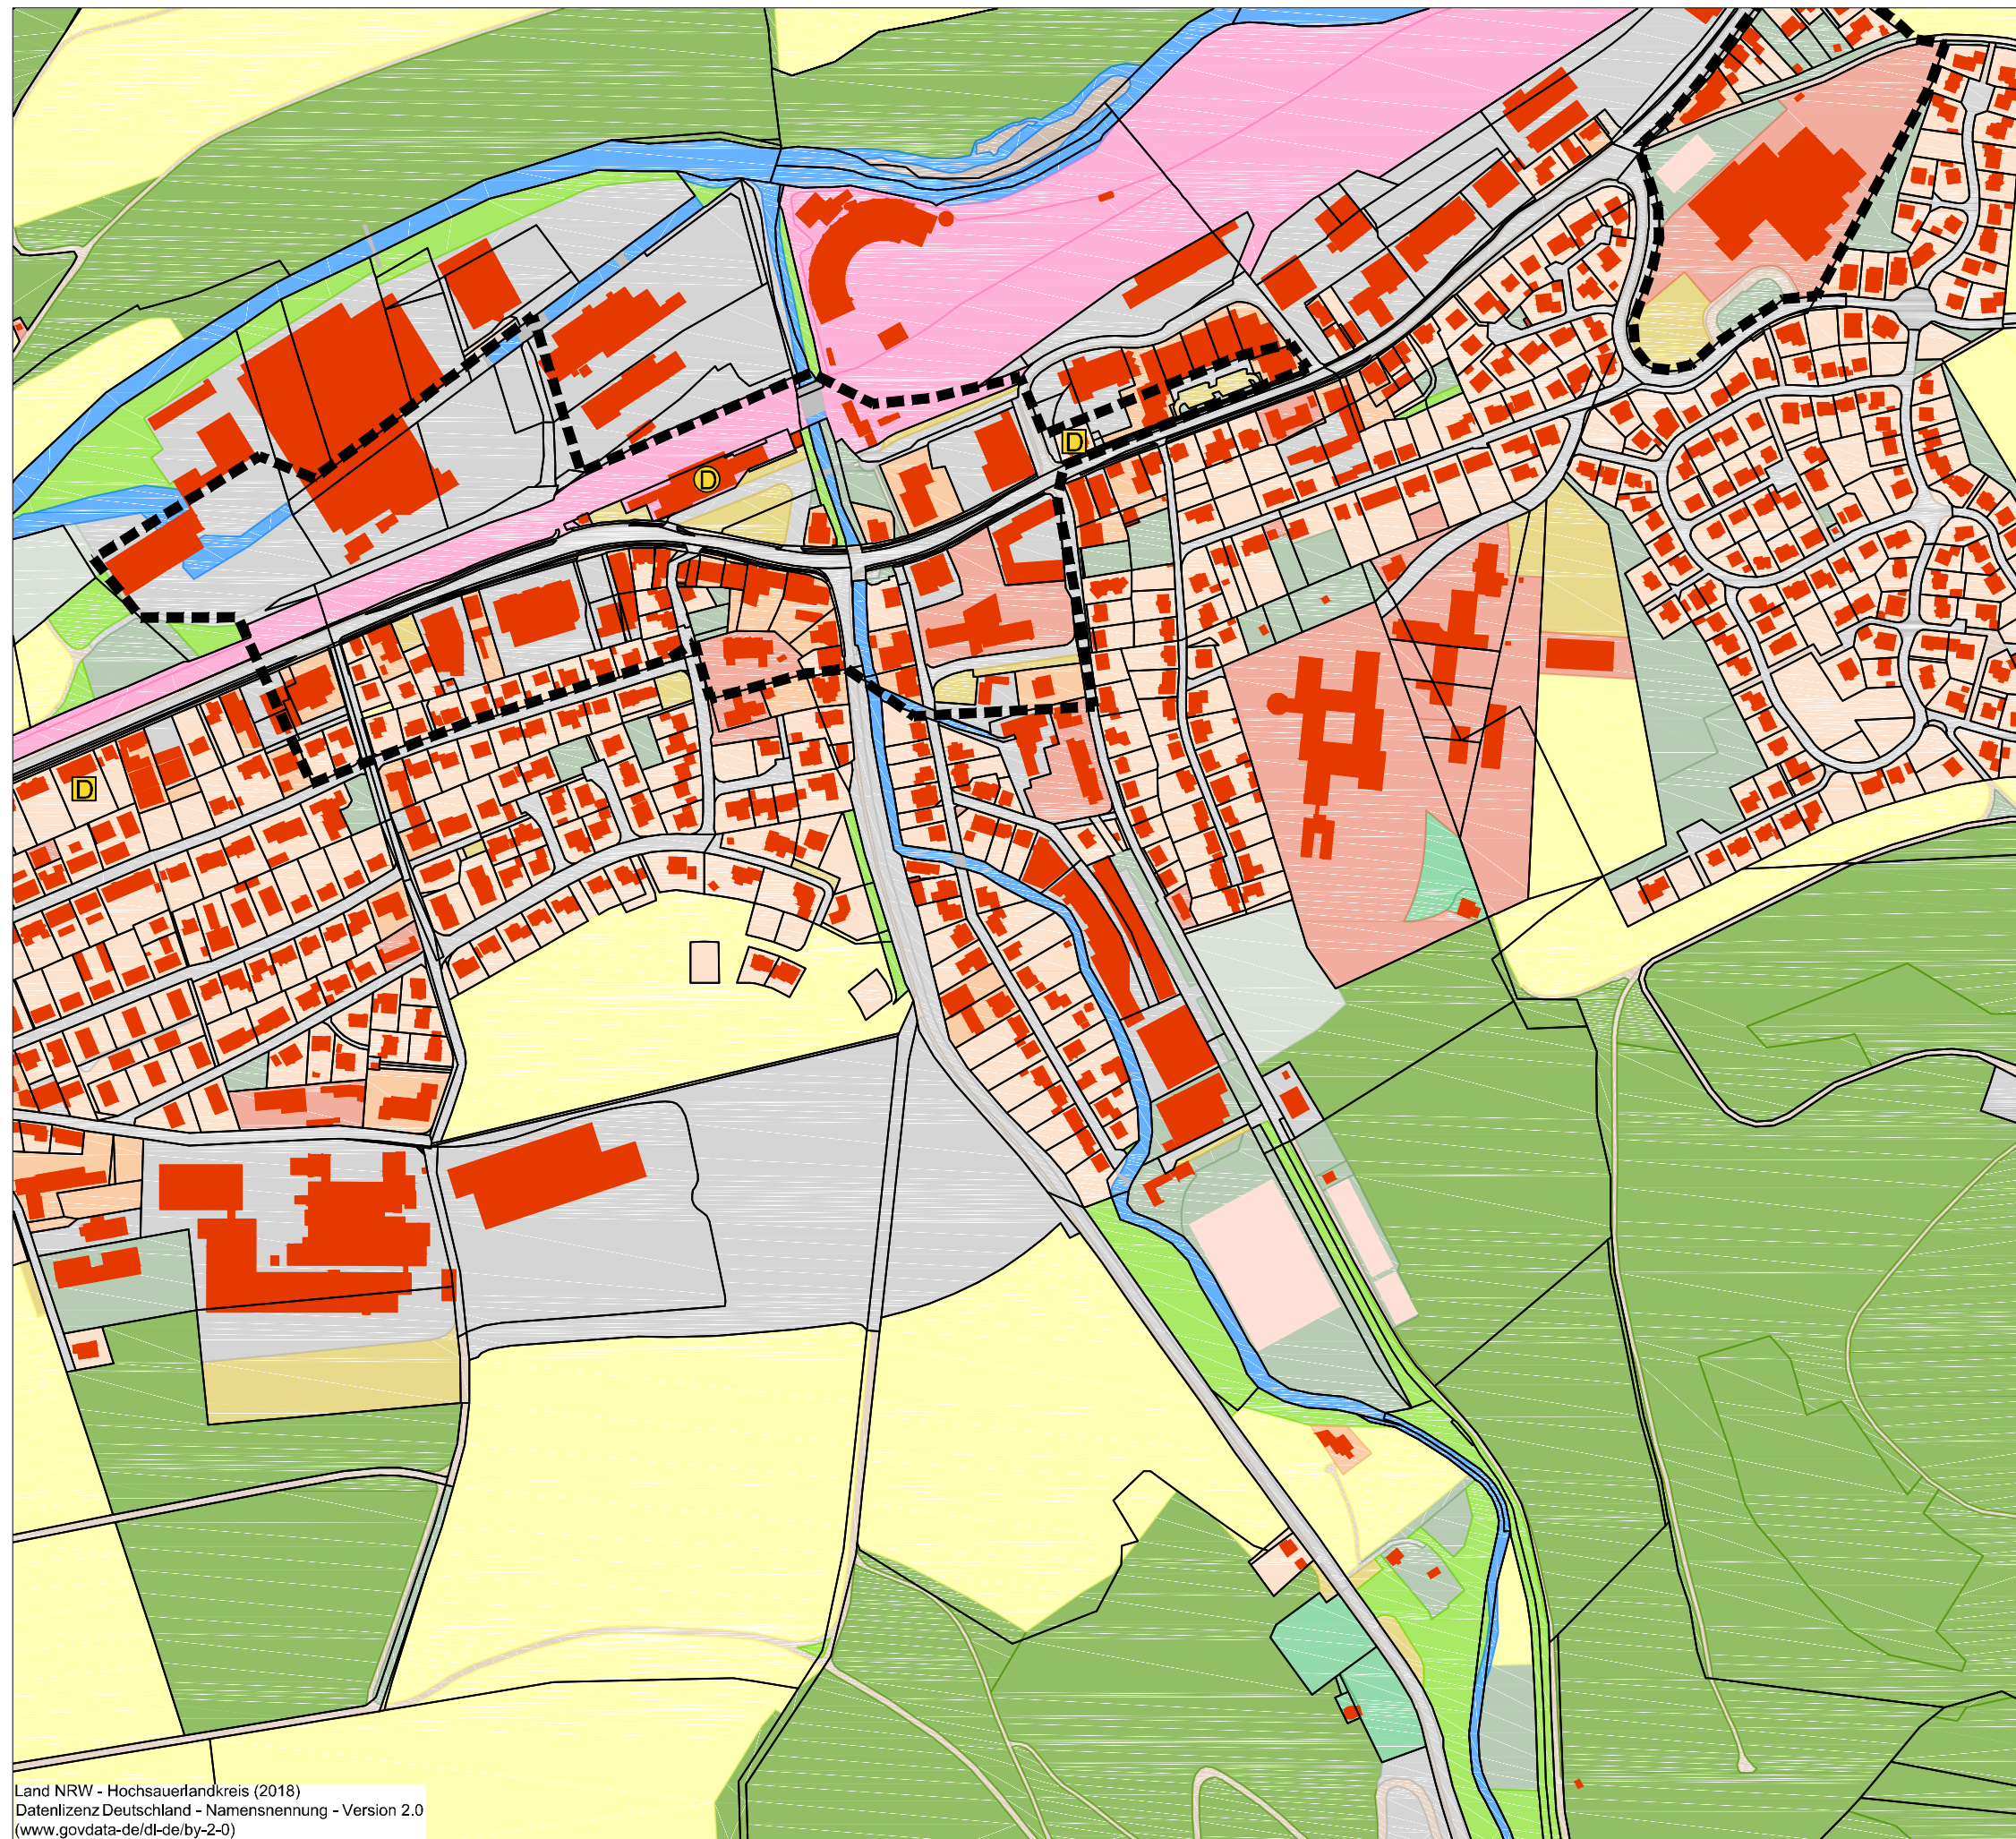 D
D
D
Land NRW - Hochsauerlandkreis (2018)
Datenlizenz Deutschland - Namensnennung - Version 2.0
(www.govdata-de/dl-de/by-2-0)